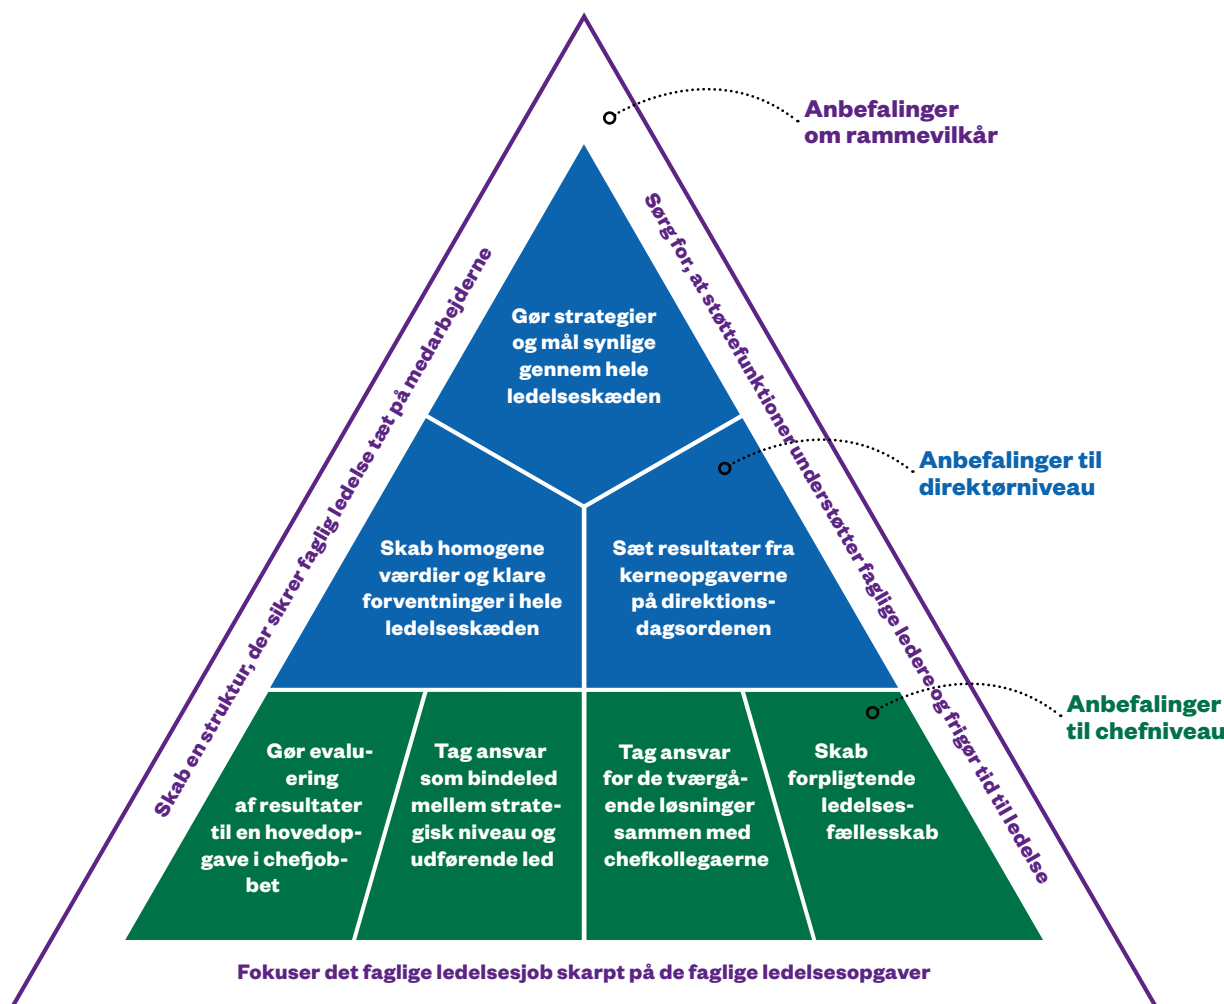 Anbefalinger
om rammevilkår
Skab en struktur, der sikrer faglig ledelse tæt på medarbejderne
Sørg for, at støttefunktioner understøtter faglige ledere og frigør tid til ledelse
Gør strategier
og mål synlige
gennem hele
ledelseskæden
Anbefalinger til
direktørniveau
Skab homogene
værdier og klare
forventninger i hele
ledelseskæden
Sæt resultater fra
kerneopgaverne
på direktions-
dagsordenen
Anbefalinger
til chefniveau
Gør evalu-
ering
af resultater
til en hovedop-
gave i chefjob-
bet
Tag ansvar
som bindeled
mellem strate-
gisk niveau og
udførende led
Tag ansvar
for de tværgå-
ende løsninger
sammen med
chefkollegaerne
Skab
forpligtende
ledelses-
fællesskab
Fokuser det faglige ledelsesjob skarpt på de faglige ledelsesopgaver